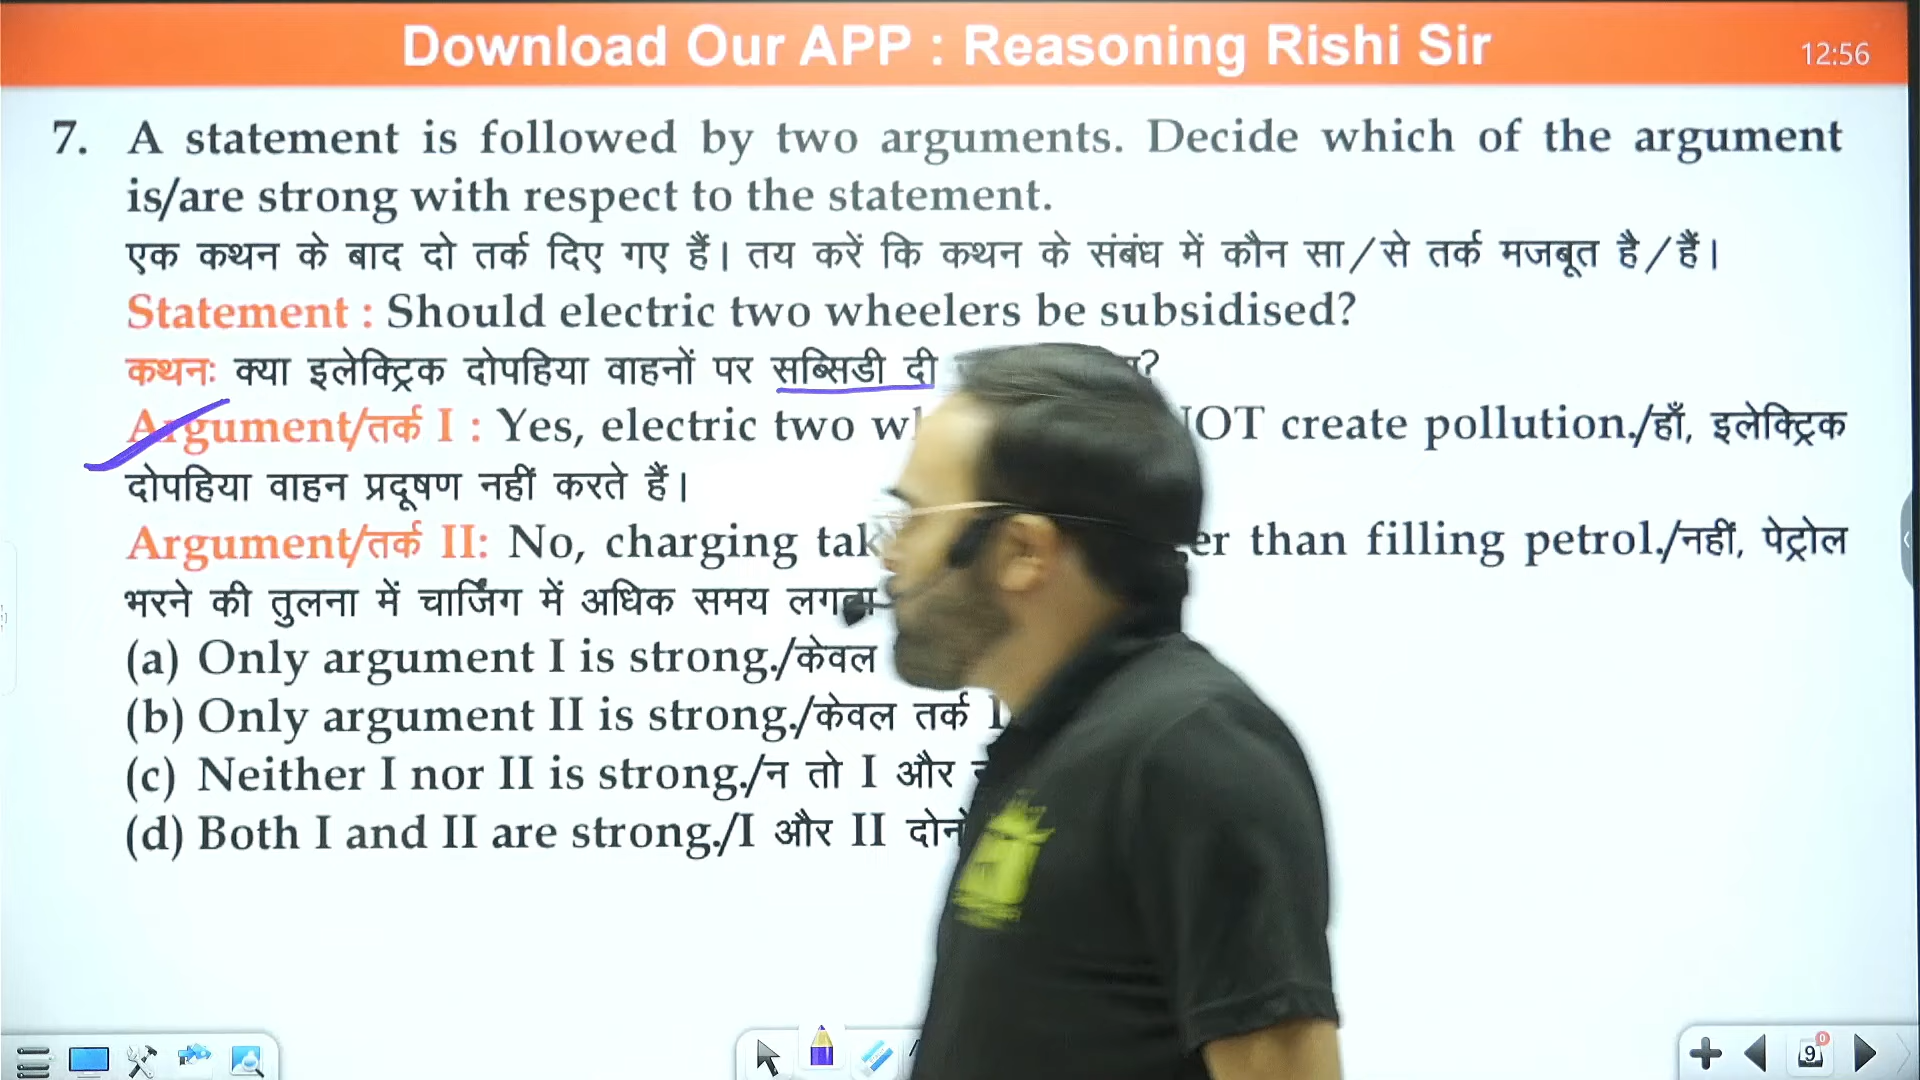 Download Our APP : Reasoning Rishi Sir
12:56
7. A statement is followed by two arguments. Decide which of the argument
is/are strong with respect to the statement.
एक कथन के बाद दो तर्क दिए गए हैं। तय करें कि कथन के संबंध में कौन सा/से तर्क मजबूत है/हैं।
Statement : Should electric two wheelers be subsidised?
कथनः क्या इलेक्ट्रिक दोपहिया वाहनों पर सब्सिडी दी ?
Argument/तर्क I : Yes, electric two create pollution./हाँ, इलेक्ट्रिक
दोपहिया वाहन प्रदूषण नहीं करते हैं।
Argument/तर्क II: No, charging than filling petrol./नहीं, पेट्रोल
भरने की तुलना में चार्जिंग में अधिक समय
(a) Only argument I is strong./केवल
(b) Only argument II is strong./केवल तर्क
(c) Neither I nor II is strong./न तो I और
(d) Both I and II are strong./I और II
9
0